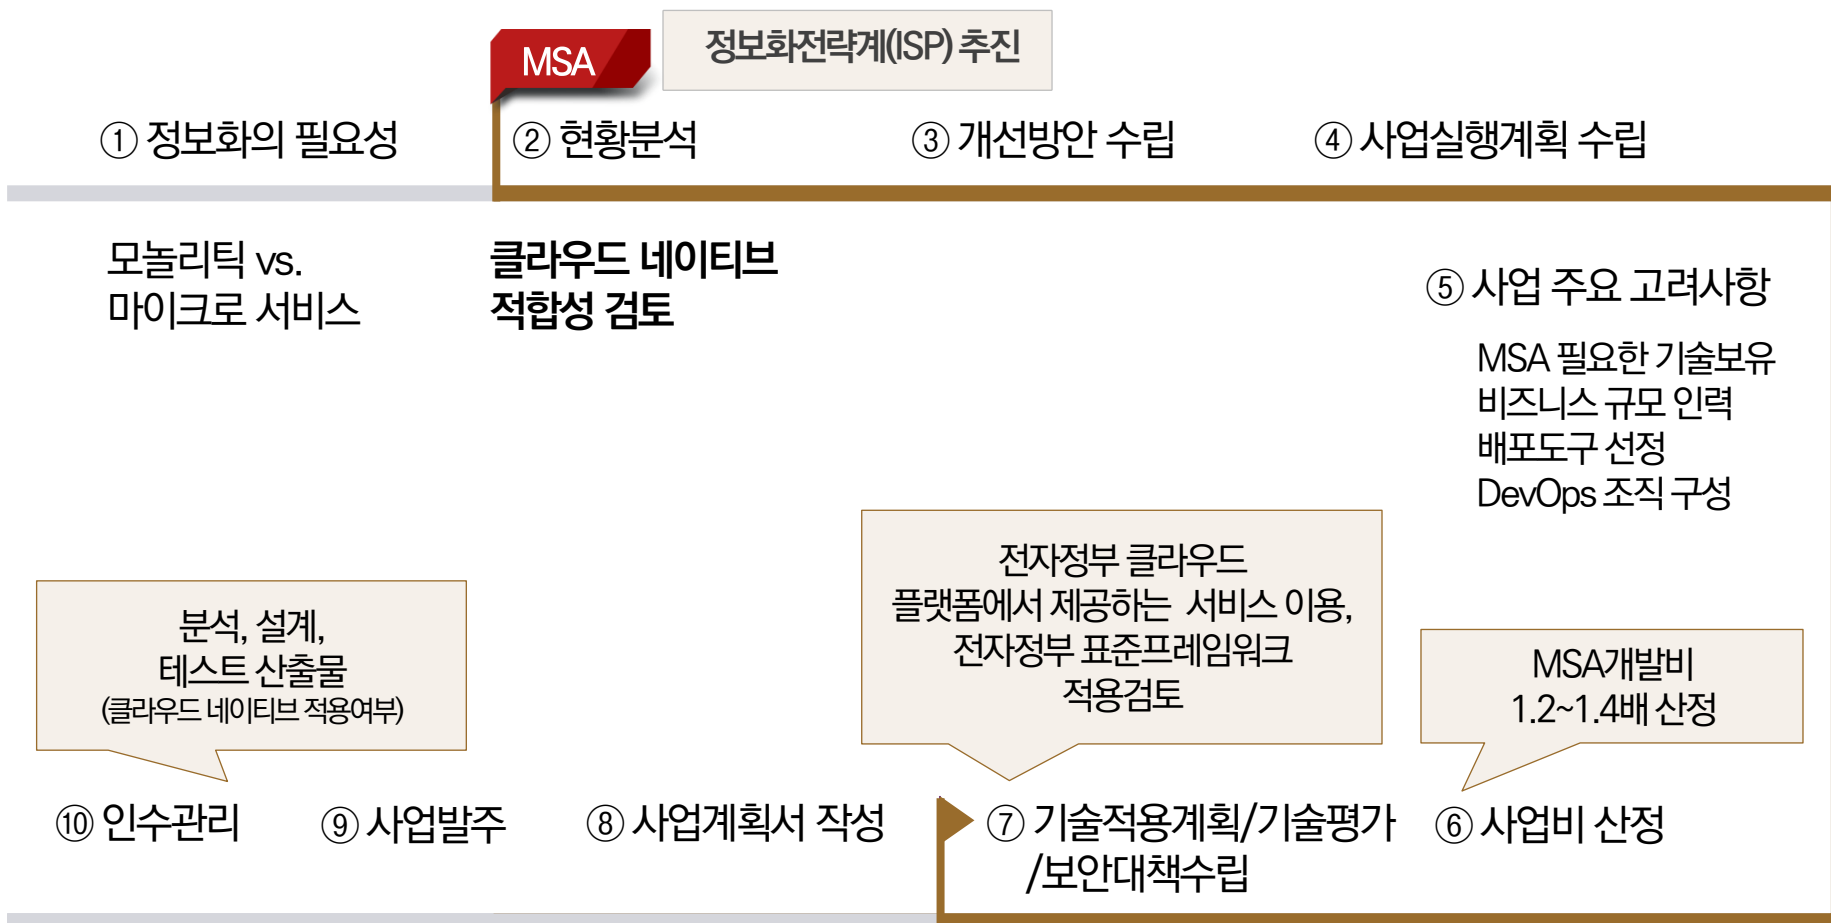 MSA
정보화전략계(ISP) 추진
① 정보화의 필요성
② 현황분석
③ 개선방안 수립
④ 사업실행계획 수립
모놀리틱 vs.
마이크로 서비스
클라우드 네이티브
적합성 검토
⑤ 사업 주요 고려사항
MSA 필요한 기술보유
비즈니스 규모 인력
배포도구 선정
DevOps 조직 구성
전자정부 클라우드
플랫폼에서 제공하는 서비스 이용,
전자정부 표준프레임워크
적용검토
분석, 설계,
테스트 산출물
(클라우드 네이티브 적용여부)
MSA개발비
1.2~1.4배 산정
⑩ 인수관리
⑨ 사업발주
⑧ 사업계획서 작성
⑦ 기술적용계획/기술평가
/보안대책수립
⑥ 사업비 산정